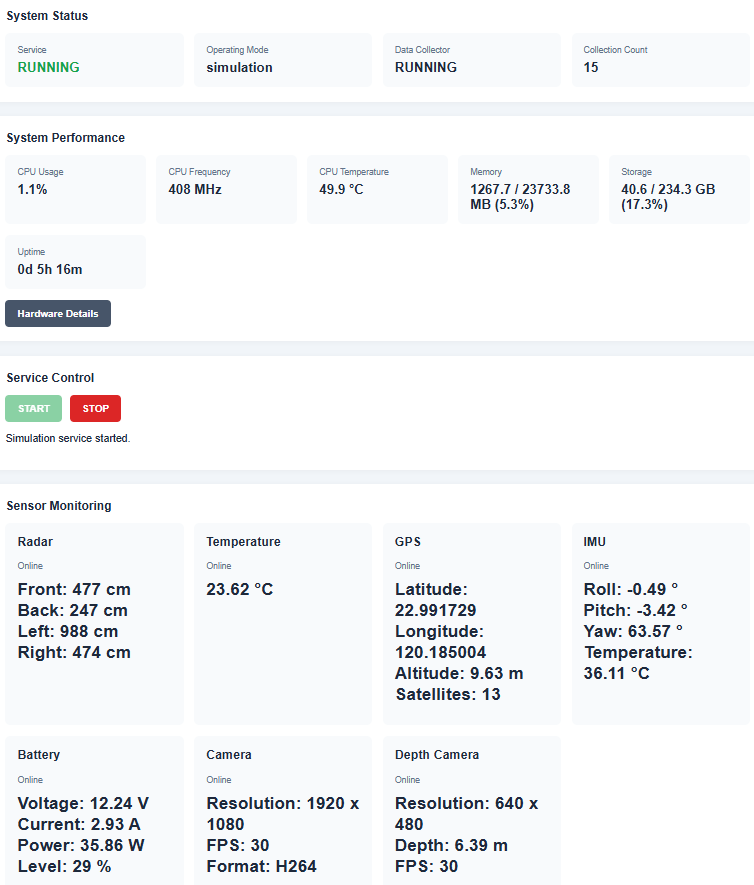 System Status
Service
RUNNING
Operating Mode
simulation
Data Collector
RUNNING
Collection Count
15
System Performance
CPU Usage
1.1%
CPU Frequency
408 MHz
CPU Temperature
49.9 °C
Memory
1267.7 / 23733.8
MB (5.3%)
Storage
40.6 / 234.3 GB
(17.3%)
Uptime
0d 5h 16m
Hardware Details
Service Control
START
STOP
Simulation service started.
Sensor Monitoring
Radar
Online
Front: 477 cm
Back: 247 cm
Left: 988 cm
Right: 474 cm
Temperature
Online
23.62 °C
GPS
Online
Latitude:
22.991729
Longitude:
120.185004
Altitude: 9.63 m
Satellites: 13
IMU
Online
Roll: -0.49 °
Pitch: -3.42 °
Yaw: 63.57 °
Temperature:
36.11 °C
Battery
Online
Voltage: 12.24 V
Current: 2.93 A
Power: 35.86 W
Level: 29 %
Camera
Online
Resolution: 1920 x
1080
FPS: 30
Format: H264
Depth Camera
Online
Resolution: 640 x
480
Depth: 6.39 m
FPS: 30